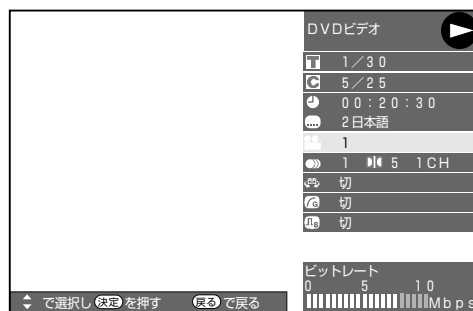 DVDビデオ
T 1／30
C 5／25
00：20：30
2日本語
1
1 5 1CH
切
G 切
S 切
ビットレート
0 5 10
Mbps
で選択し 決定 を押す 戻る で戻る